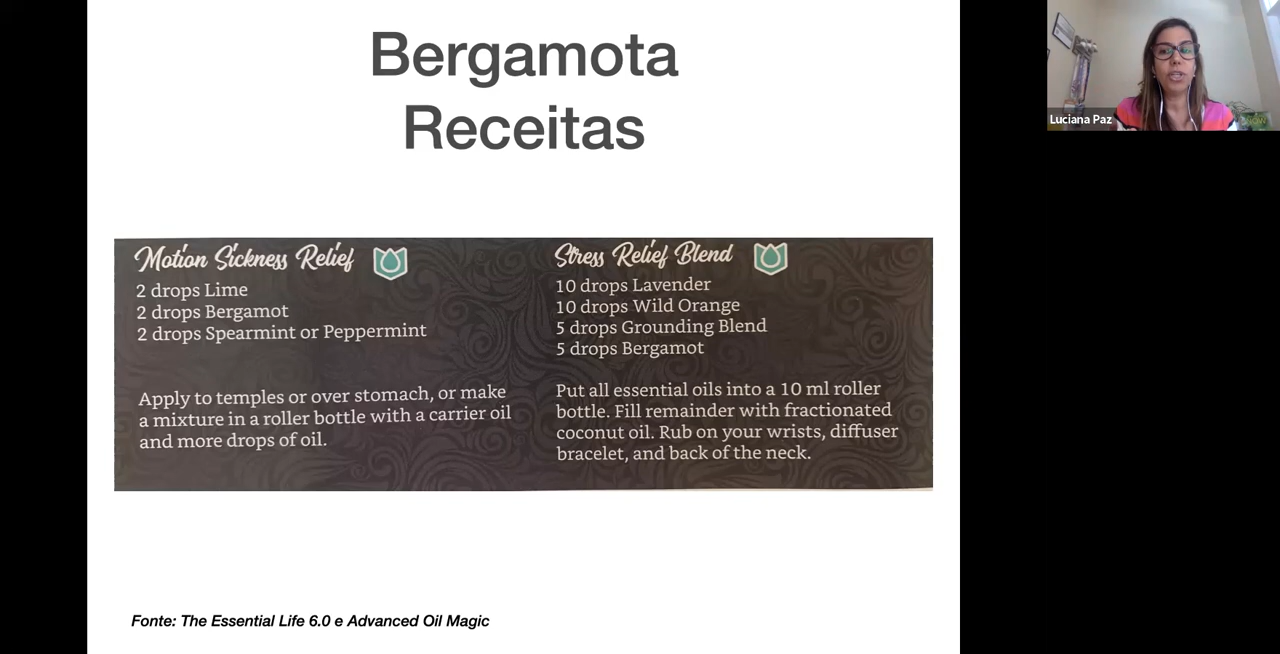 Bergamota
Receitas
Luciana Paz
Motion Sickness Relief
2 drops Lime
2 drops Bergamot
2 drops Spearmint or Peppermint
Apply to temples or over stomach, or make
a mixture in a roller bottle with a carrier oil
and more drops of oil.
Stress Relief Blend
10 drops Lavender
10 drops Wild Orange
5 drops Grounding Blend
5 drops Bergamot
Put all essential oils into a 10 ml roller
bottle. Fill remainder with fractionated
coconut oil. Rub on your wrists, diffuser
bracelet, and back of the neck.
Fonte: The Essential Life 6.0 e Advanced Oil Magic